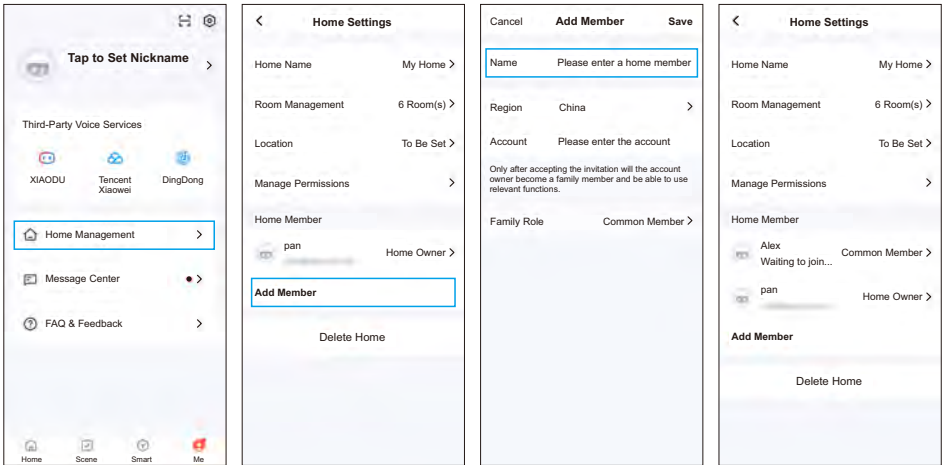 Tap to Set Nickname
Third-Party Voice Services
XIAODU
Tencent
Xiaowei
DingDong
Home Management
Message Center
FAQ & Feedback
Home
Scene
Smart
Me
Home Settings
Home Name My Home
Room Management 6 Room(s)
Location To Be Set
Manage Permissions
Home Member
pan
Home Owner
Add Member
Delete Home
Cancel Add Member Save
Name Please enter a home member
Region China
Account Please enter the account
Only after accepting the invitation will the account
owner become a family member and be able to use
relevant functions.
Family Role Common Member
Home Settings
Home Name My Home
Room Management 6 Room(s)
Location To Be Set
Manage Permissions
Home Member
Alex
Waiting to join... Common Member
pan
Home Owner
Add Member
Delete Home